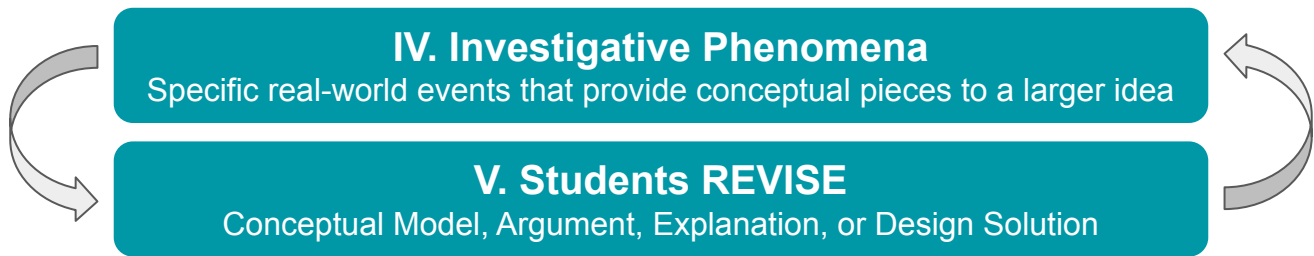 IV. Investigative Phenomena
Specific real-world events that provide conceptual pieces to a larger idea
V. Students REVISE
Conceptual Model, Argument, Explanation, or Design Solution